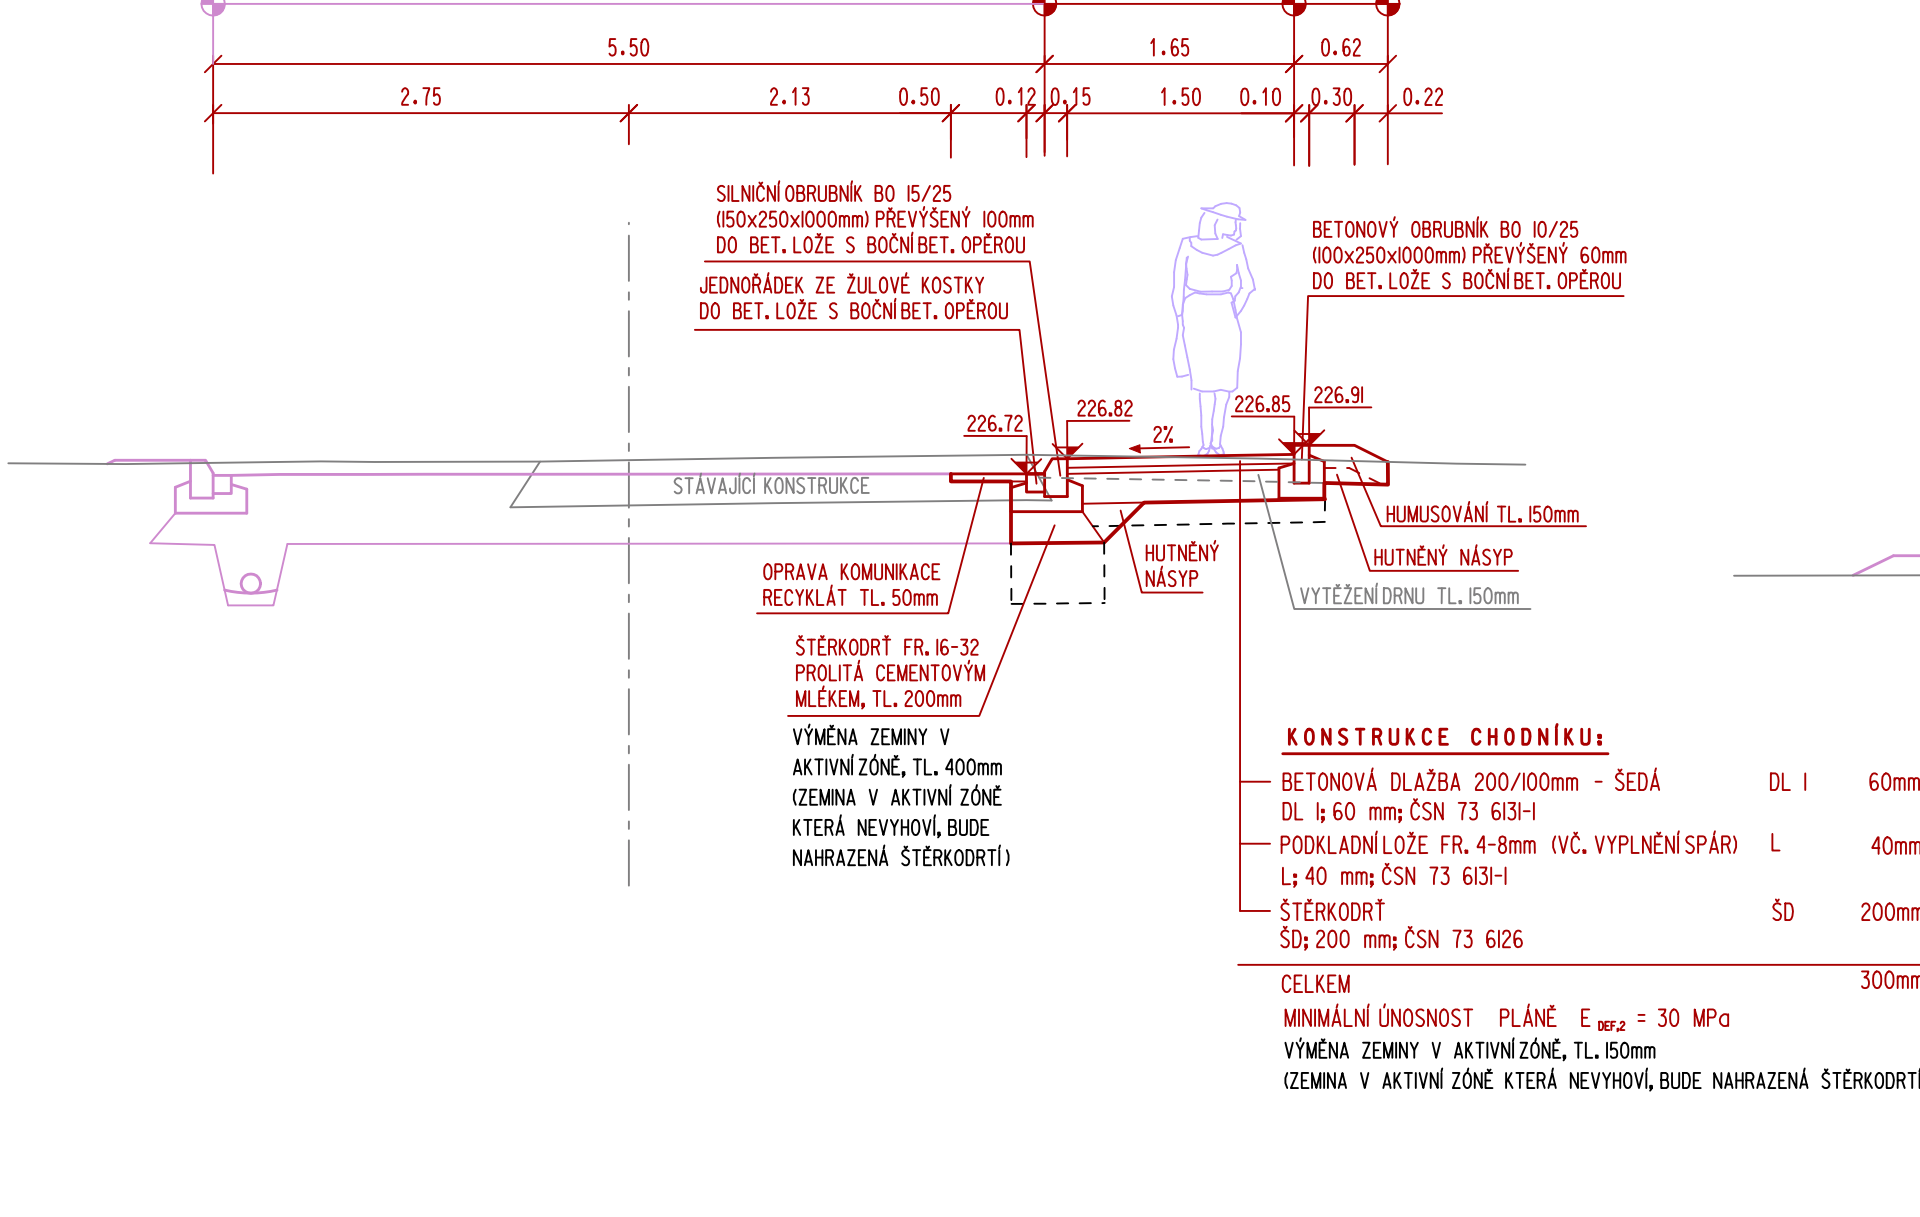 5.50 1.65 0.62
2.75 2.13 0.50 0.12 0.15 1.50 0.10 0.30 0.22
SILNIČNÍ OBRUBNÍK BO 15/25
(150x250x1000mm) PŘEVÝŠENÝ 100mm
DO BET. LOŽE S BOČNÍ BET. OPĚROU
JEDNOŘÁDEK ZE ŽULOVÉ KOSTKY
DO BET. LOŽE S BOČNÍ BET. OPĚROU
BETONOVÝ OBRUBNÍK BO 10/25
(100x250x1000mm) PŘEVÝŠENÝ 60mm
DO BET. LOŽE S BOČNÍ BET. OPĚROU
226.72
226.82
226.85
226.91
2%
STÁVAJÍCÍ KONSTRUKCE
HUMUSOVÁNÍ TL. 150mm
HUTNĚNÝ NÁSYP
HUTNĚNÝ
NÁSYP
VYTĚŽENÍ DRNU TL. 150mm
OPRAVA KOMUNIKACE
RECYKLÁT TL. 50mm
ŠTĚRKODRŤ FR. 16-32
PROLITÁ CEMENTOVÝM
MLÉKEM, TL. 200mm
VÝMĚNA ZEMINY V
AKTIVNÍ ZÓNĚ, TL. 400mm
(ZEMINA V AKTIVNÍ ZÓNĚ
KTERÁ NEVYHOVÍ, BUDE
NAHRAZENÁ ŠTĚRKODRTÍ)
KONSTRUKCE CHODNÍKU:
BETONOVÁ DLAŽBA 200/100mm - ŠEDÁ DL I 60mm
DL I; 60 mm; ČSN 73 6131-1
PODKLADNÍ LOŽE FR. 4-8mm (VČ. VYPLNĚNÍ SPÁR) L 40mm
L; 40 mm; ČSN 73 6131-1
ŠTĚRKODRŤ ŠD 200mm
ŠD; 200 mm; ČSN 73 6126
CELKEM 300mm
MINIMÁLNÍ ÚNOSNOST PLÁNĚ E DEF,2 = 30 MPa
VÝMĚNA ZEMINY V AKTIVNÍ ZÓNĚ, TL. 150mm
(ZEMINA V AKTIVNÍ ZÓNĚ KTERÁ NEVYHOVÍ, BUDE NAHRAZENÁ ŠTĚRKODRTÍ